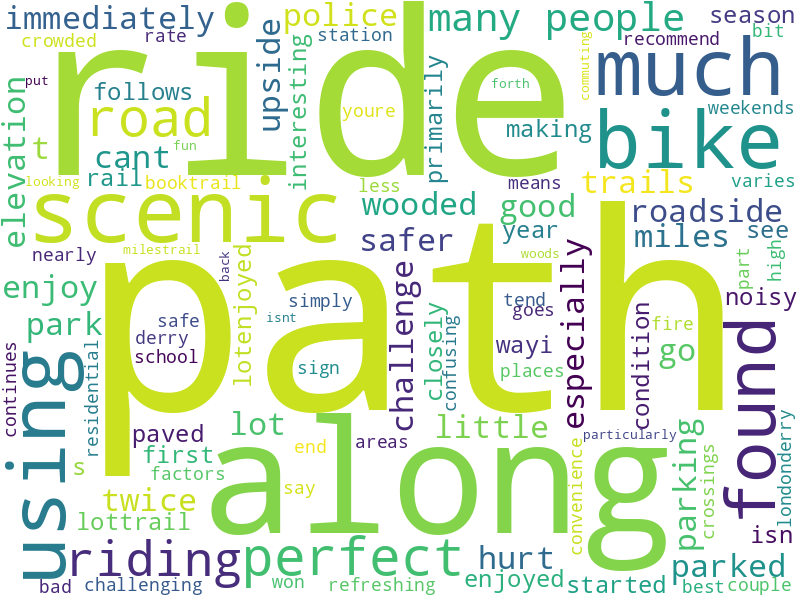 immediately
crowded
rate
ride
police
station
many people
season
recommend
bit
put
follows
upside
interesting
youre
forth
primarily
commuting
much
making
weekends
elevation
road
t
cant
rail
booktrail
fun
looking
less
means
bike
trails
varies
scenic
wooded
good
roadside
safer
year
miles
see
nearly
milestrail
path
woods
enjoy
park
back
lotenjoyed
simply
isnt
safe
derry
school
sign
challenge
closely
confusing
tend
goes
wayi
places
especially
condition
part
high
noisy
fire
go
continues
using
residential
found
along
paved
lot
first
factors
s
end
areas
little
particularly
convenience
parking
crossings
londonderry
say
twice
lottrail
isn
riding
perfect
hurt
parked
bad
challenging
won
refreshing
enjoyed
started
best
couple